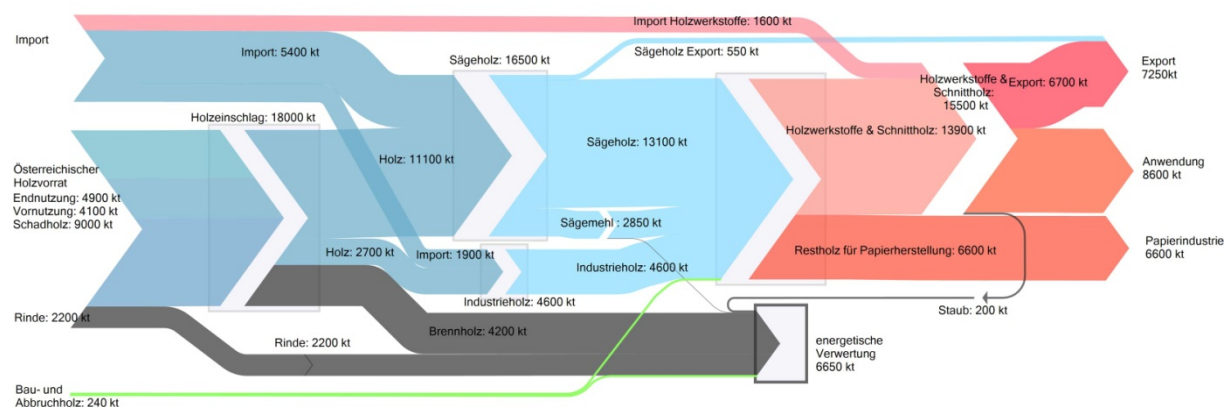 Import Holzwerkstoffe: 1600 kt
Import
Import: 5400 kt
Sägeholz Export: 550 kt
Export
7250kt
Sägeholz: 16500 kt
Holzwerkstoffe &
Schnittholz:
15500 kt
Export: 6700 kt
Holzeinschlag: 18000 kt
Holzwerkstoffe & Schnittholz: 13900 kt
Sägeholz: 13100 kt
Holz: 11100 kt
Österreichischer
Holzvorrat
Endnutzung: 4900 kt
Vornutzung: 4100 kt
Schadholz: 9000 kt
Anwendung
8600 kt
Sägemehl : 2850 kt
Holz: 2700 kt
Import: 1900 kt
Restholz für Papierherstellung: 6600 kt
Papierindustrie
6600 kt
Industrieholz: 4600 kt
Industrieholz: 4600 kt
Staub: 200 kt
Rinde: 2200 kt
Brennholz: 4200 kt
Rinde: 2200 kt
energetische
Verwertung
6650 kt
Bau- und
Abbruchholz: 240 kt